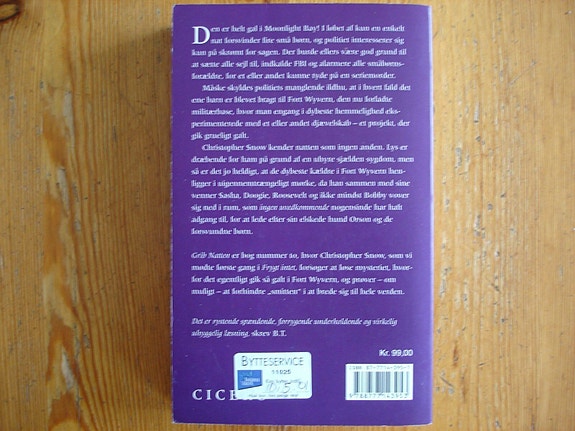 Den er helt gal i Moonlight Bay! I løbet af kun en enkelt
nat forsvinder fire små børn, og politiet interesserer sig
kun på skrømt for sagen. Der burde ellers være god grund til
at sætte alle sejl til, indkalde FBI og alarmere alle småbørns-
forældre, for et eller andet kunne tyde på en seriemorder.
Måske skyldes politiets manglende ildhu, at i hvert fald det
ene barn er blevet bragt til Fort Wyvern, den nu forladte
militærbase, hvor man engang i dybeste hemmelighed eks-
perimenterede med et eller andet djævelskab – et projekt, der
gik grueligt galt.
Christopher Snow kender natten som ingen anden. Lys er
dræbende for ham på grund af en uhyre sjælden sygdom, men
så er det jo heldigt, at de dybeste kældre i Fort Wyvern hen-
ligger i uigennemtrængeligt mørke, da han sammen med sine
venner Sasha, Doogie, Roosevelt og ikke mindst Bobby vover
sig med i rum, som ingen uvedkommende nogensinde har haft
adgang til, for at lede efter sin elskede hund Orson og de
forsvundne børn.
Grib Natten er bog nummer to, hvor Christopher Snow, som vi
mødte første gang i Frygt intet, forsøger at løse mysteriet, hvor-
for det egentlig gik så galt i Fort Wyvern, og prøver – om
muligt – at forhindre „smitten“ i at brede sig til hele verden.
Det er rystende spændende, forrygende underholdende og virkelig
uhyggelig læsning, skrev B.T.
Kr. 99,00
BYTTESERVICE
11025